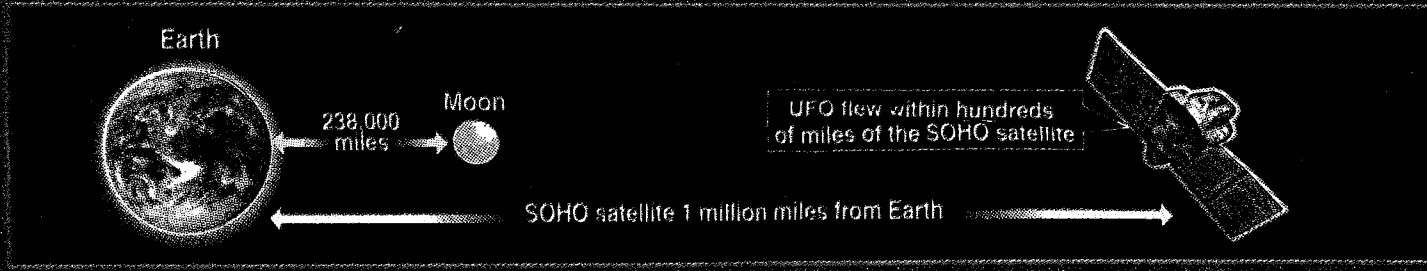 Earth
Moon
238,000
miles
UFO flew within hundreds
of miles of the SOHO satellite
SOHO satellite 1 million miles from Earth